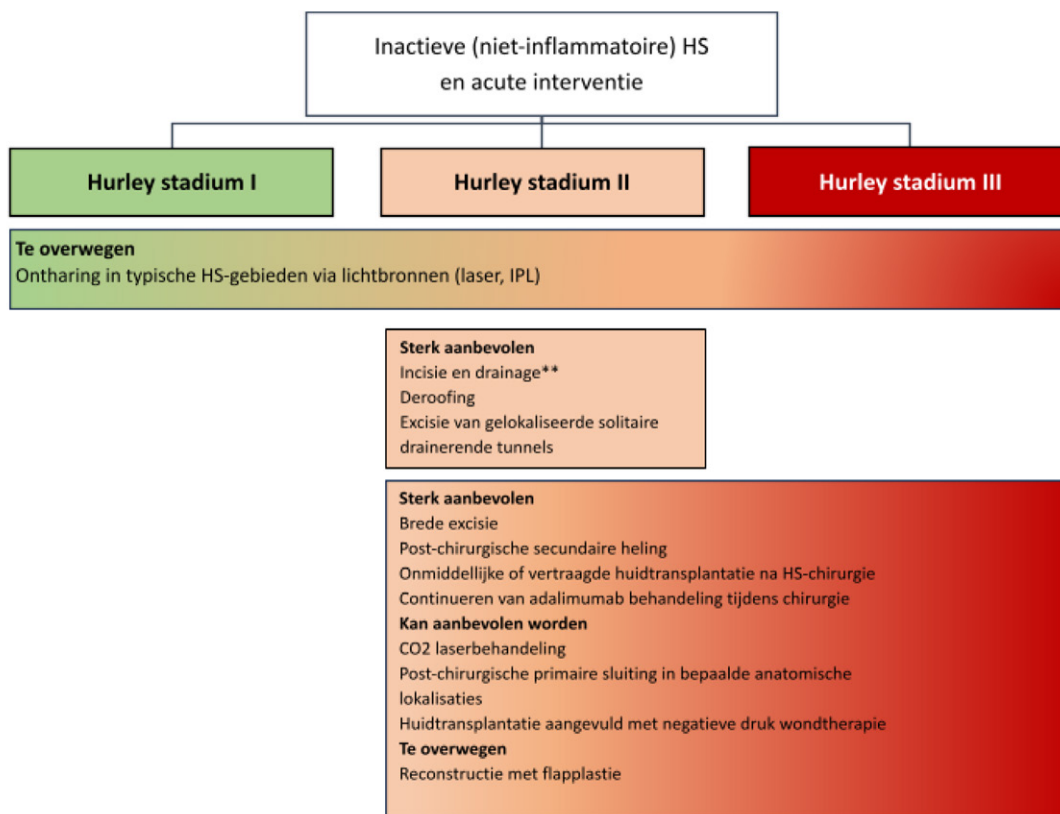 Inactieve (niet-inflammatoire) HS
en acute interventie
Hurley stadium I
Hurley stadium II
Hurley stadium III
Te overwegen
Ontharing in typische HS-gebieden via lichtbronnen (laser, IPL)
Sterk aanbevolen
Incisie en drainage**
Deroofing
Excisie van gelokaliseerde solitaire
drainerende tunnels
Sterk aanbevolen
Brede excisie
Post-chirurgische secundaire heling
Onmiddellijke of vertraagde huidtransplantatie na HS-chirurgie
Continueren van adalimumab behandeling tijdens chirurgie
Kan aanbevolen worden
CO2 laserbehandeling
Post-chirurgische primaire sluiting in bepaalde anatomische
lokalisaties
Huidtransplantatie aangevuld met negatieve druk wondtherapie
Te overwegen
Reconstructie met flapplastie